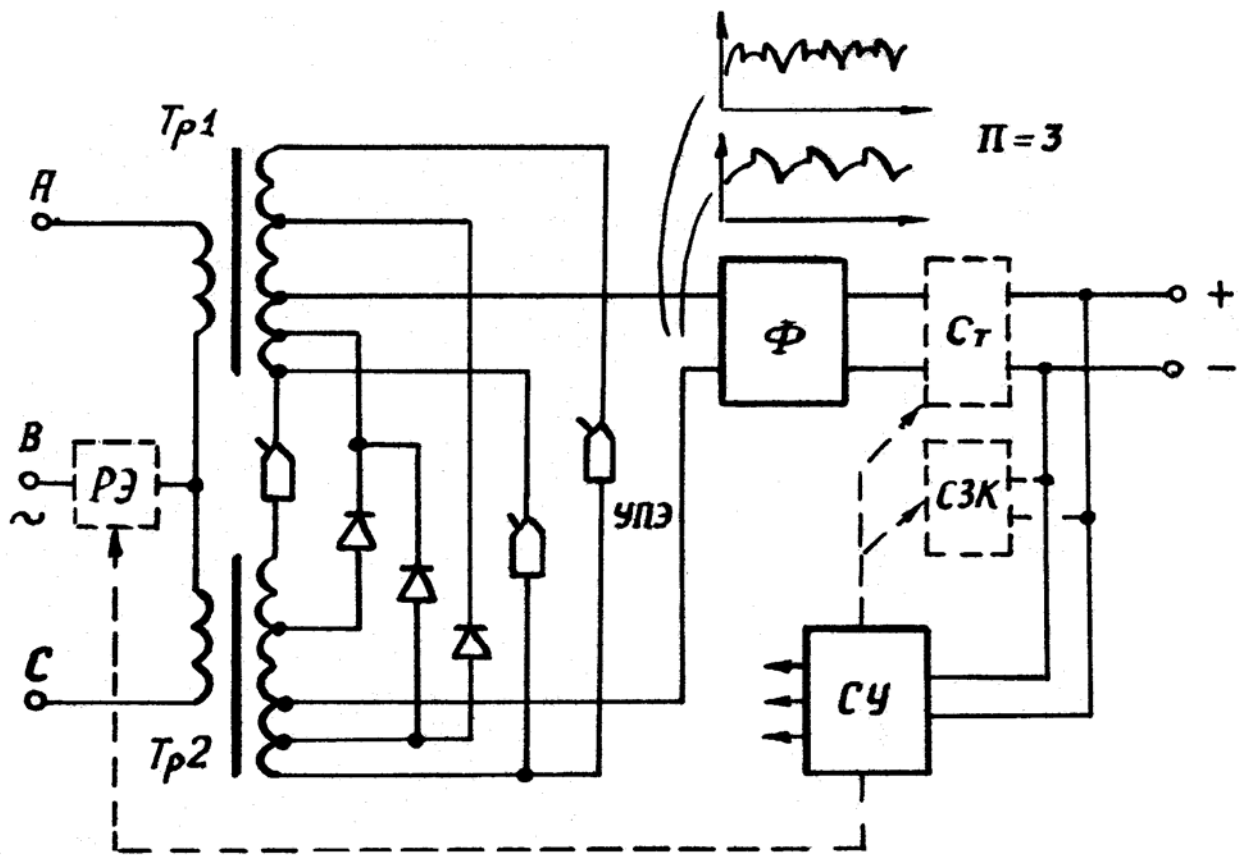 Тр1
П = 3
А
Ф
Ст
+
−
В
РЭ
~
УПЭ
СЗК
С
СУ
Тр2